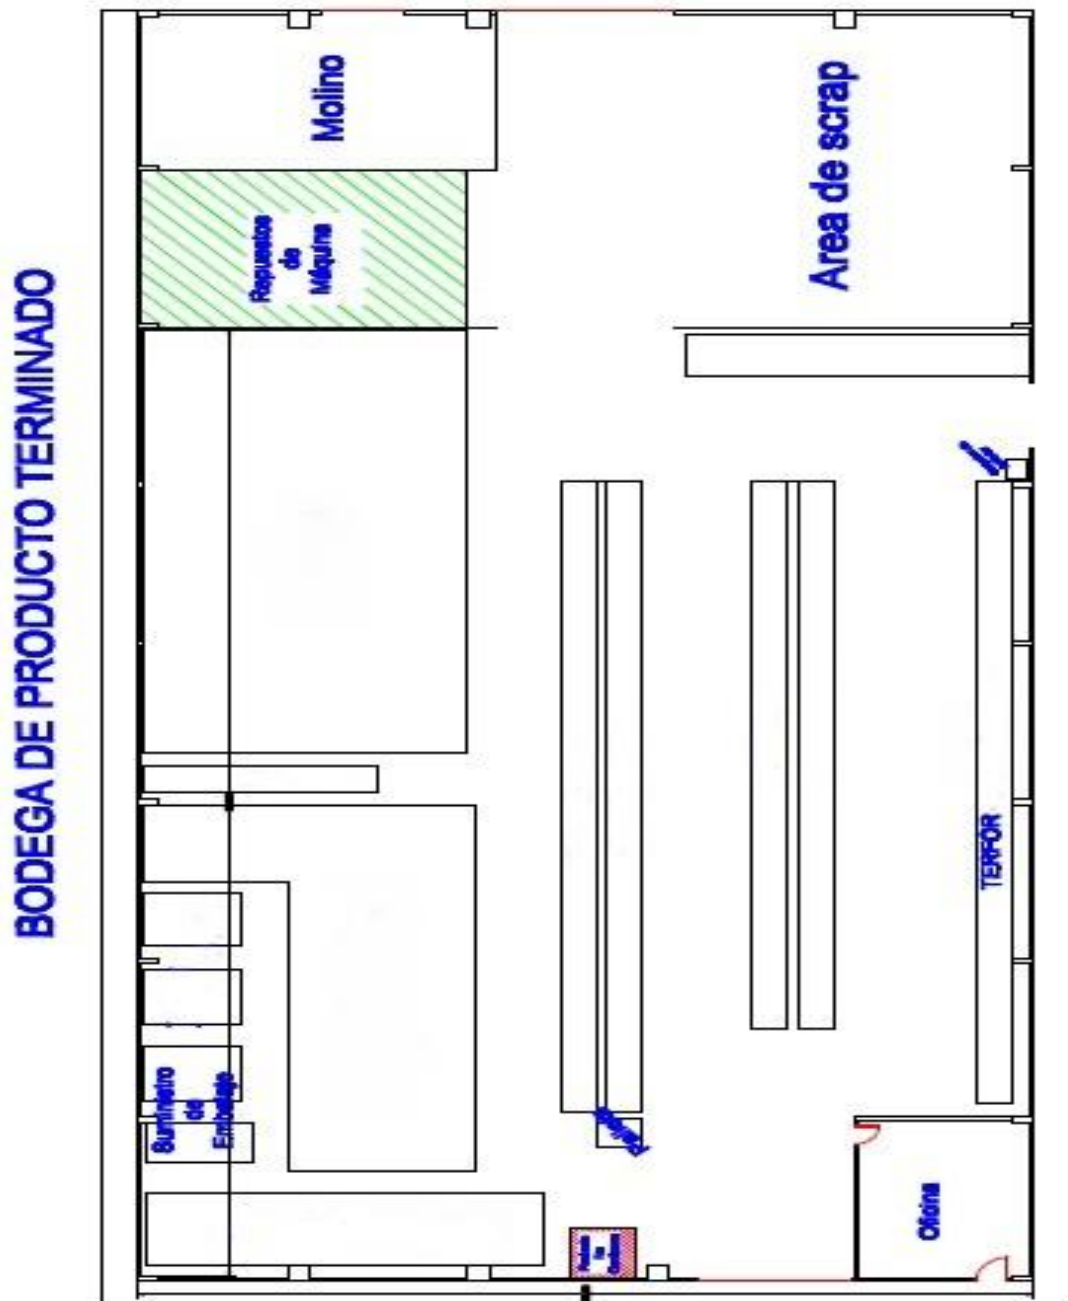 BODEGA DE PRODUCTO TERMINADO
Molino
Repuestos
de
Máquina
Area de scrap
TERFOR
Suministro
de
Embalaje
Oficina